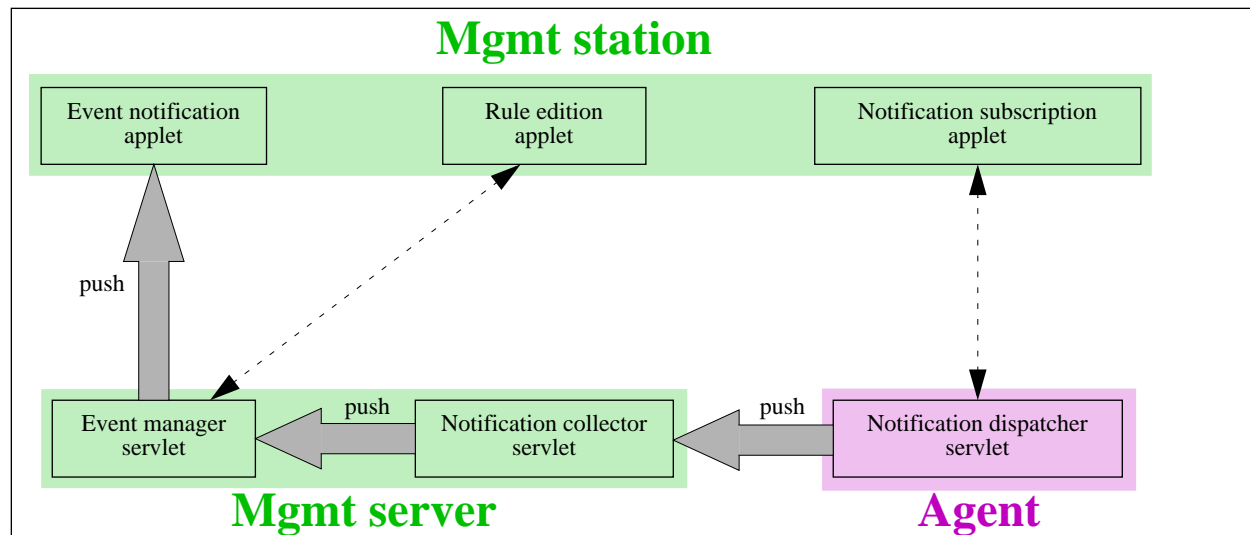 Mgmt station
Event notification
applet
Rule edition
applet
Notification subscription
applet
push
push
push
Event manager
servlet
Notification collector
servlet
Notification dispatcher
servlet
Mgmt server
Agent